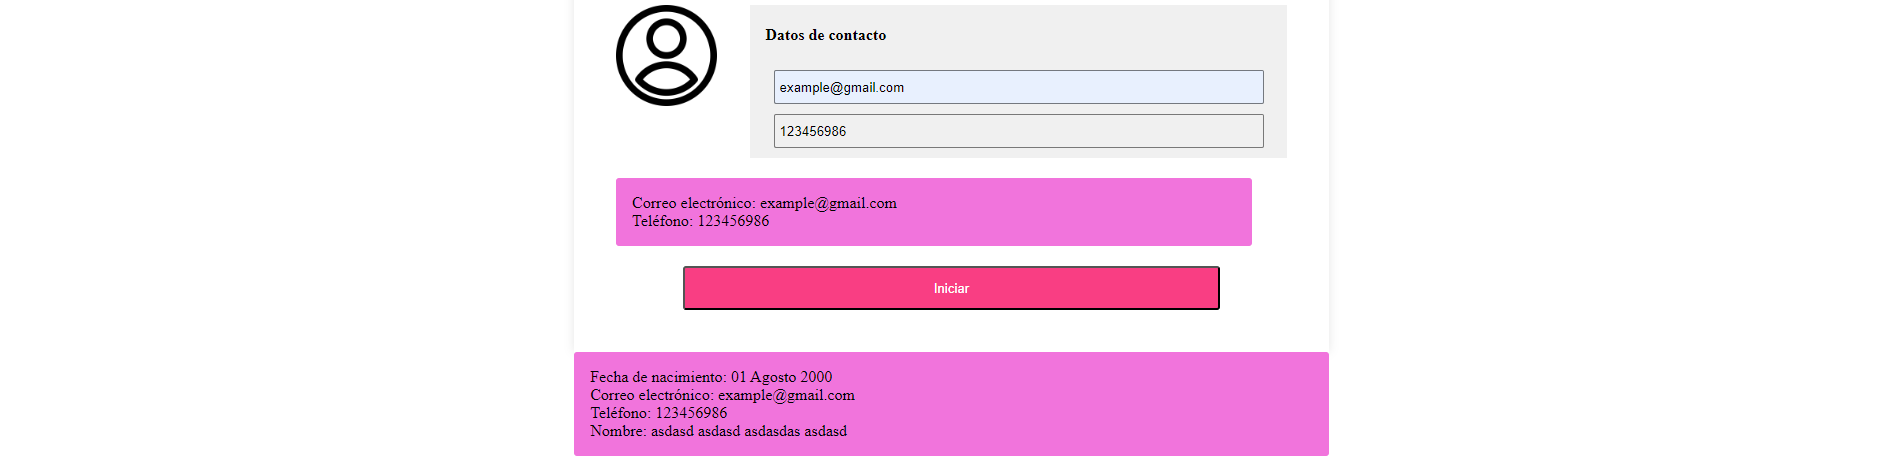 Datos de contacto
example@gmail.com
123456986
Correo electrónico: example@gmail.com
Teléfono: 123456986
Iniciar
Fecha de nacimiento: 01 Agosto 2000
Correo electrónico: example@gmail.com
Teléfono: 123456986
Nombre: asdasd asdasd asdasdas asdasd